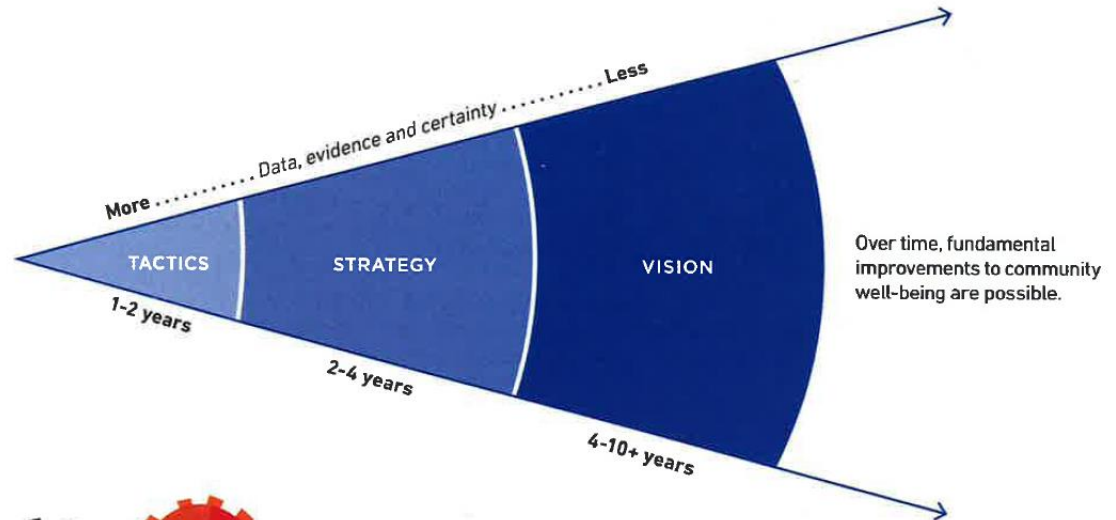 More .......... Data, evidence and certainty .......... Less
TACTICS
STRATEGY
VISION
1-2 years
2-4 years
4-10+ years
Over time, fundamental
improvements to community
well-being are possible.